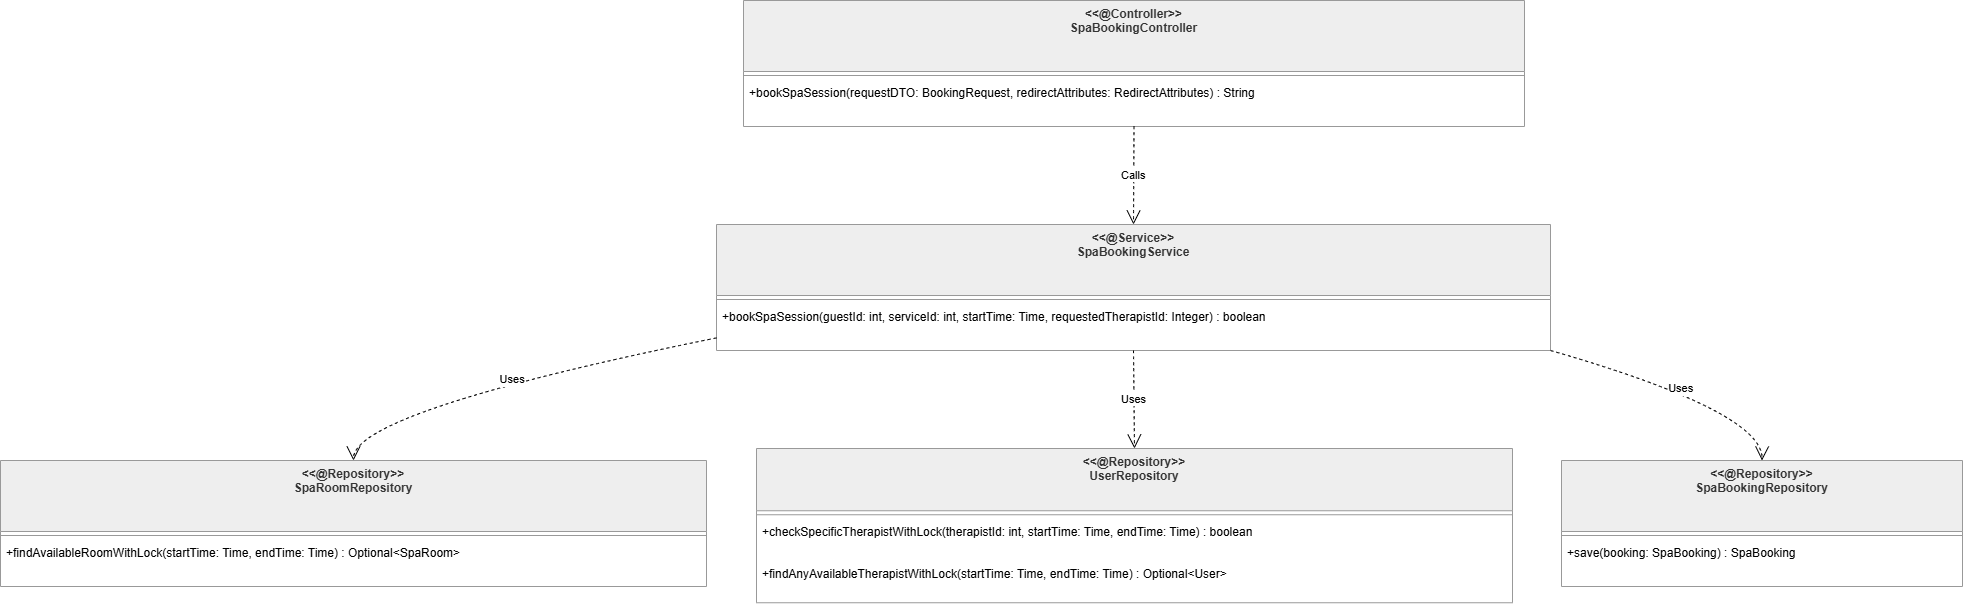 <<@Controller>>
SpaBookingController
+bookSpaSession(requestDTO: BookingRequest, redirectAttributes: RedirectAttributes) : String
Calls
<<@Service>>
SpaBookingService
+bookSpaSession(guestId: int, serviceId: int, startTime: Time, requestedTherapistId: Integer) : boolean
Uses
Uses
Uses
<<@Repository>>
SpaRoomRepository
+findAvailableRoomWithLock(startTime: Time, endTime: Time) : Optional<SpaRoom>
<<@Repository>>
UserRepository
+checkSpecificTherapistWithLock(therapistId: int, startTime: Time, endTime: Time) : boolean
+findAnyAvailableTherapistWithLock(startTime: Time, endTime: Time) : Optional<User>
<<@Repository>>
SpaBookingRepository
+save(booking: SpaBooking) : SpaBooking